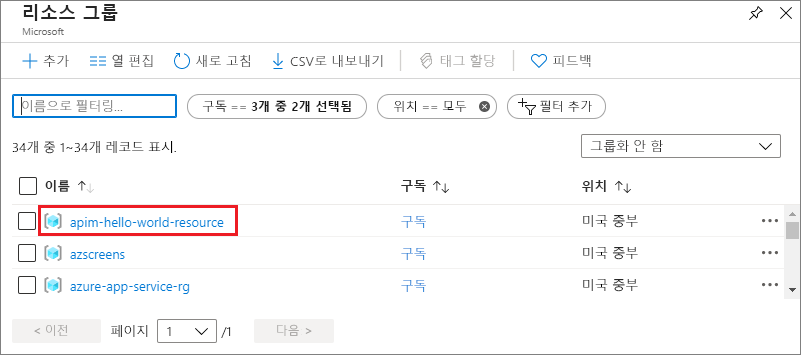 리소스 그룹
Microsoft
추가 열 편집 새로 고침 CSV로 내보내기 태그 할당 피드백
이름으로 필터링... 구독 == 3개 중 2개 선택됨 위치 == 모두 필터 추가
34개 중 1~34개 레코드 표시. 그룹화 안 함
이름 구독 위치
apim-hello-world-resource 구독 미국 중부
azscreens 구독 미국 중부
azure-app-service-rg 구독 미국 중부
< 이전 페이지 1 /1 다음 >